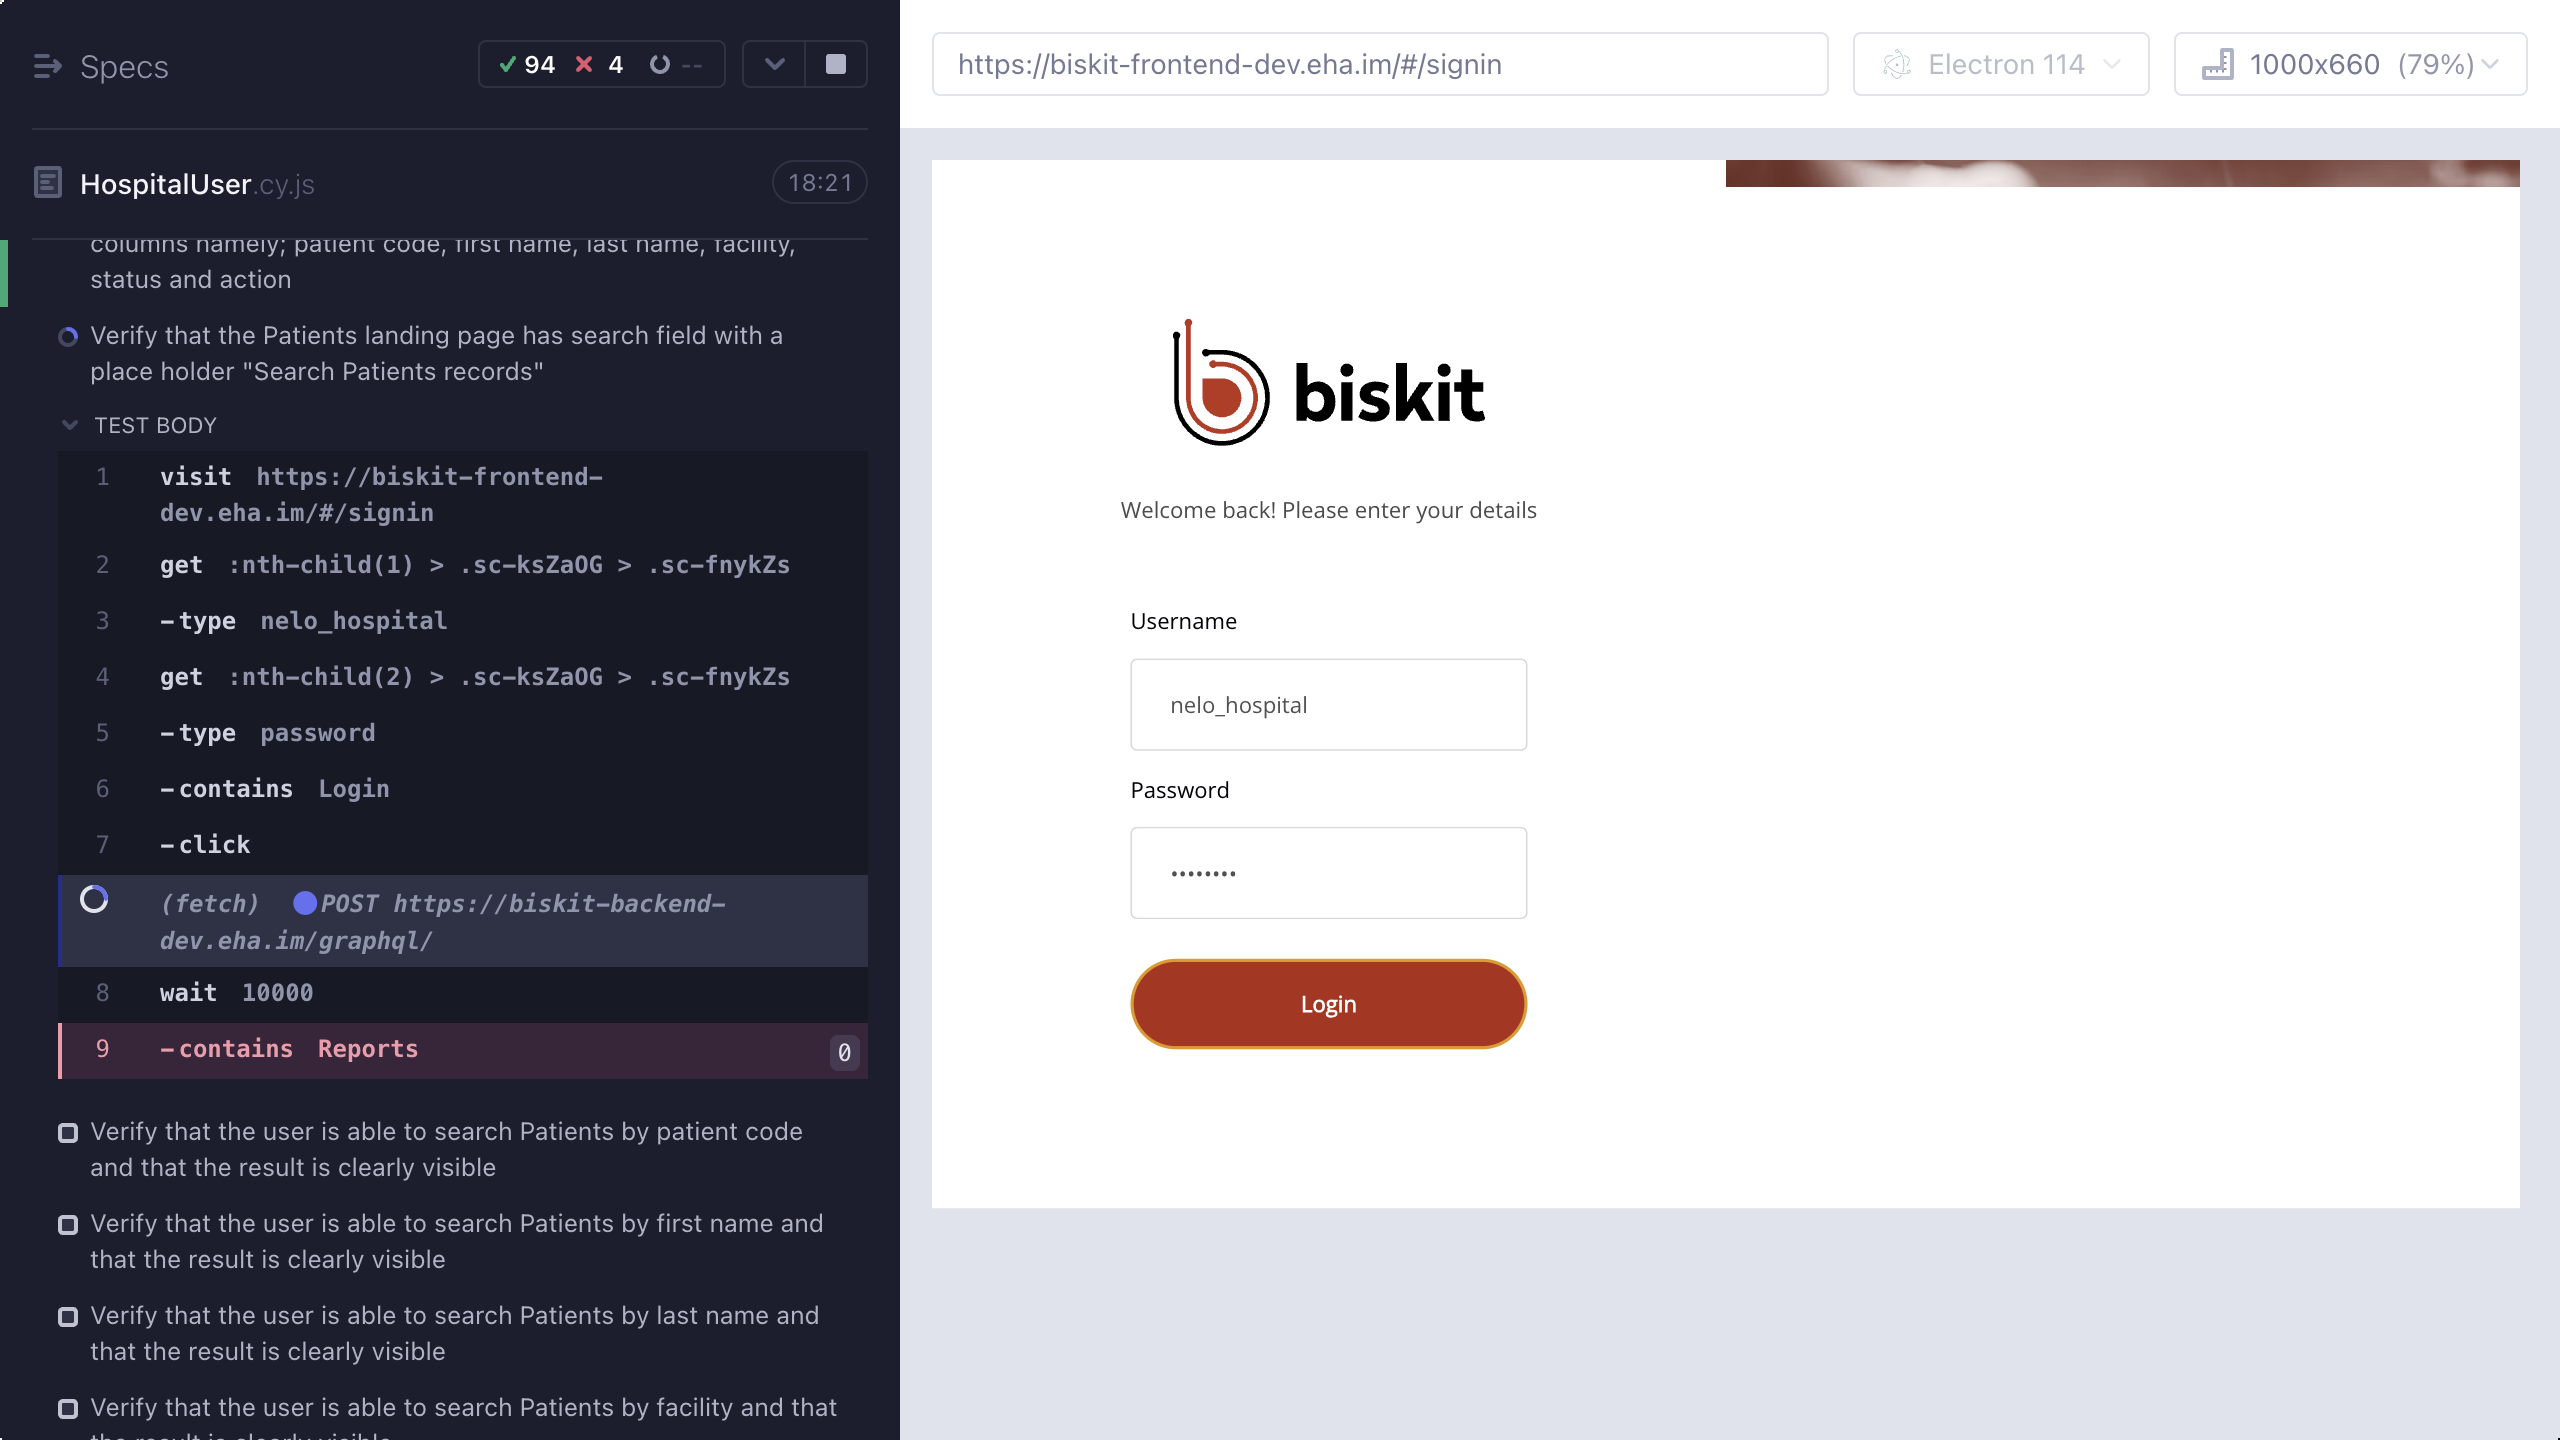 Specs
94 4 --
HospitalUser.cy.js
18:21
columns namely; patient code, first name, last name, facility,
status and action
Verify that the Patients landing page has search field with a
place holder "Search Patients records"
TEST BODY
1 visit https://biskit-frontend-
dev.eha.im/#/signin
2 get :nth-child(1) > .sc-ksZaOG > .sc-fnykZs
3 -type nelo_hospital
4 get :nth-child(2) > .sc-ksZaOG > .sc-fnykZs
5 -type password
6 -contains Login
7 -click
(fetch) POST https://biskit-backend-
dev.eha.im/graphql/
8 wait 10000
9 -contains Reports 0
Verify that the user is able to search Patients by patient code
and that the result is clearly visible
Verify that the user is able to search Patients by first name and
that the result is clearly visible
Verify that the user is able to search Patients by last name and
that the result is clearly visible
Verify that the user is able to search Patients by facility and that
the result is clearly visible
https://biskit-frontend-dev.eha.im/#/signin
Electron 114
1000x660 (79%)
biskit
Welcome back! Please enter your details
Username
nelo_hospital
Password
••••••••
Login